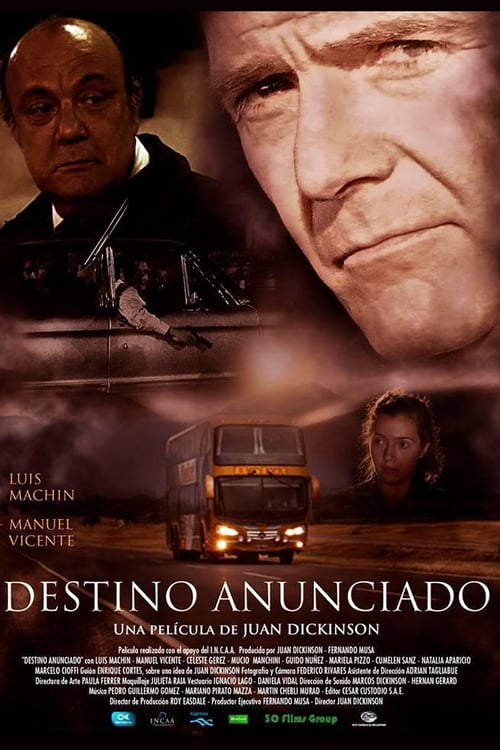 LUIS
MACHIN
MANUEL
VICENTE
DESTINO ANUNCIADO
UNA PELÍCULA DE JUAN DICKINSON
Película realizada con el apoyo del I.N.C.A.A. Producida por JUAN DICKINSON - FERNANDO MUSA
"DESTINO ANUNCIADO" con LUIS MACHIN - MANUEL VICENTE - CELESTE GEREZ - MUCIO MANCHINI - GUIDO NUÑEZ - MARIELA PIZZO - CUMELEN SANZ - NATALIA APARICIO
MARCELO CIOFFI Guión ENRIQUE CORTES, sobre una idea de JUAN DICKINSON Fotografía y Cámara FEDERICO RIVARES Asistente de Dirección ADRIAN TAGLIABUE
Directora de Arte PAULA FERRER Maquillaje JULIETA RAJA Vestuario IGNACIO LAGO - DANIELA VIDAL Dirección de Sonido MARCOS DICKINSON - HERNAN GERARD
Música PEDRO GUILLERMO GOMEZ - MARIANO PIRATO MAZZA - MARTIN CHEBLI MURAD - Editor CESAR CUSTODIO S.A.E.
Director de Producción ROY EASDALE - Productor Ejecutivo FERNANDO MUSA - Director JUAN DICKINSON
INCAA
Argentina
30 Films Group